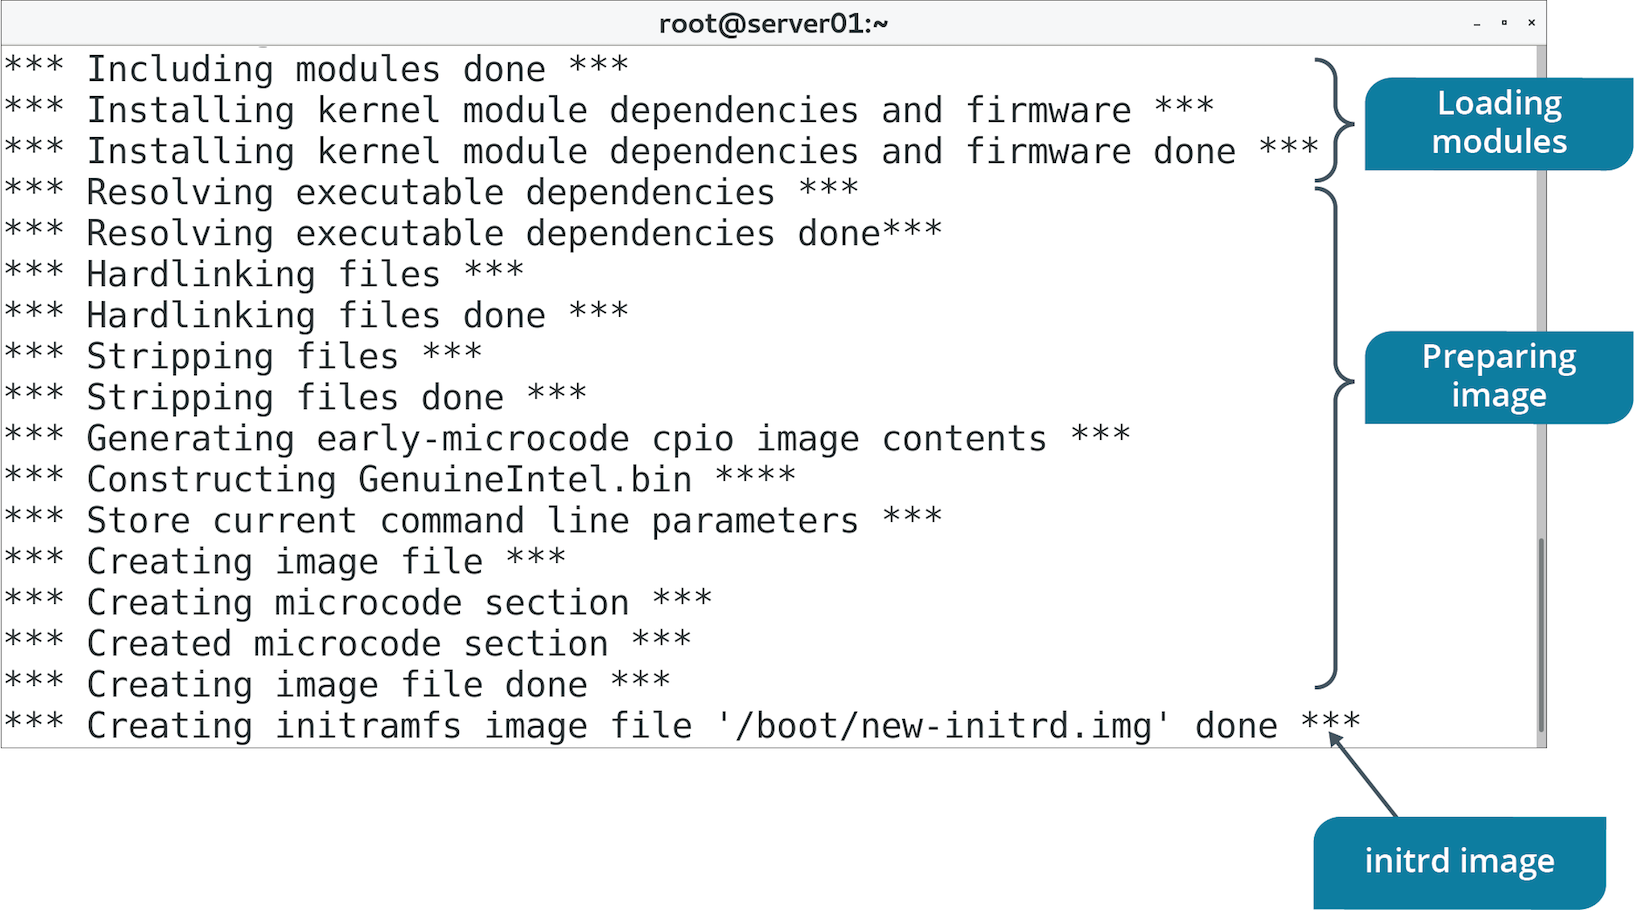 root@server01:~
*** Including modules done ***
*** Installing kernel module dependencies and firmware ***
*** Installing kernel module dependencies and firmware done ***
*** Resolving executable dependencies ***
*** Resolving executable dependencies done***
*** Hardlinking files ***
*** Hardlinking files done ***
*** Stripping files ***
*** Stripping files done ***
*** Generating early-microcode cpio image contents ***
*** Constructing GenuineIntel.bin ****
*** Store current command line parameters ***
*** Creating image file ***
*** Creating microcode section ***
*** Created microcode section ***
*** Creating image file done ***
*** Creating initramfs image file '/boot/new-initrd.img' done ***
Loading
modules
Preparing
image
initrd image